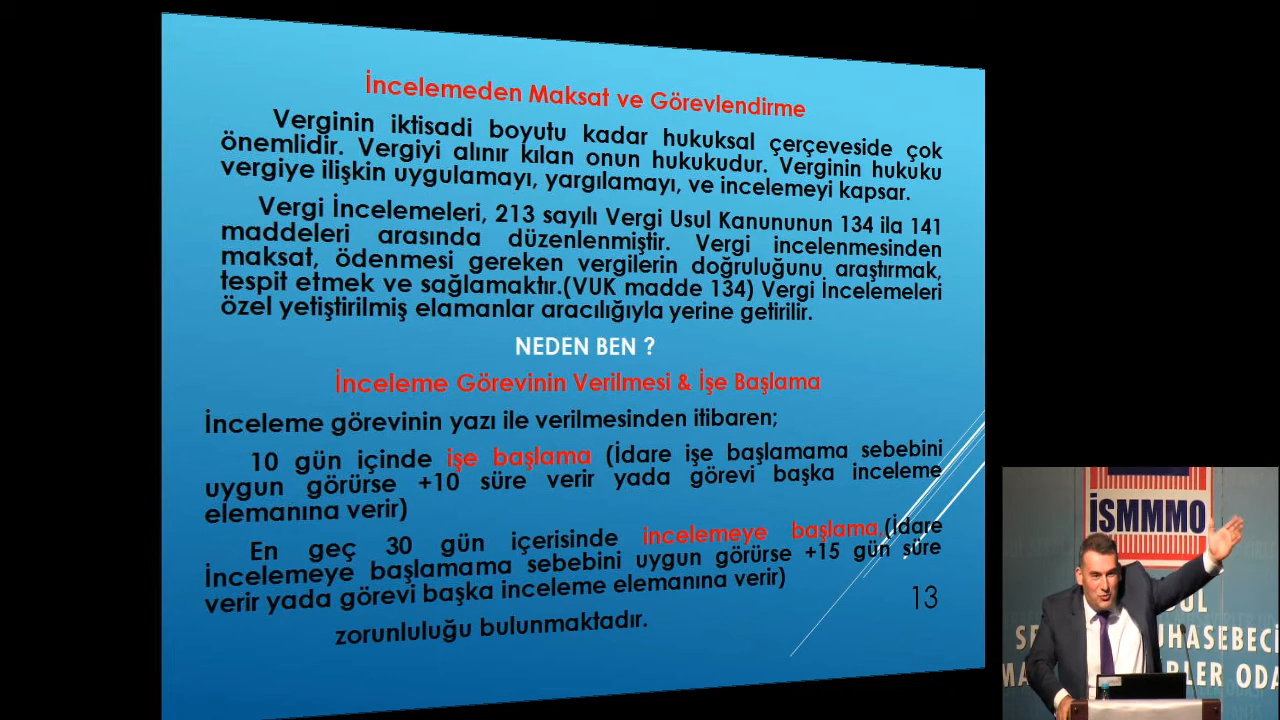 İncelemeden Maksat ve Görevlendirme
Verginin iktisadi boyutu kadar hukuksal çerçeveside çok
önemlidir. Vergiyi alınır kılan onun hukukudur. Verginin hukuku
vergiye ilişkin uygulamayı, yargılamayı, ve incelemeyi kapsar.
Vergi İncelemeleri, 213 sayılı Vergi Usul Kanununun 134 ila 141
maddeleri arasında düzenlenmiştir. Vergi incelenmesinden
maksat, ödenmesi gereken vergilerin doğruluğunu araştırmak,
tespit etmek ve sağlamaktır.(VUK madde 134) Vergi İncelemeleri
özel yetiştirilmiş elamanlar aracılığıyla yerine getirilir.
NEDEN BEN ?
İnceleme Görevinin Verilmesi & İşe Başlama
İnceleme görevinin yazı ile verilmesinden itibaren;
10 gün içinde işe başlama (İdare işe başlamama sebebini
uygun görürse +10 süre verir yada görevi başka inceleme
elemanına verir)
En geç 30 gün içerisinde incelemeye başlama,(İdare
İncelemeye başlamama sebebini uygun görürse +15 gün süre
verir yada görevi başka inceleme elemanına verir)
zorunluluğu bulunmaktadır.
13
İSMMMO